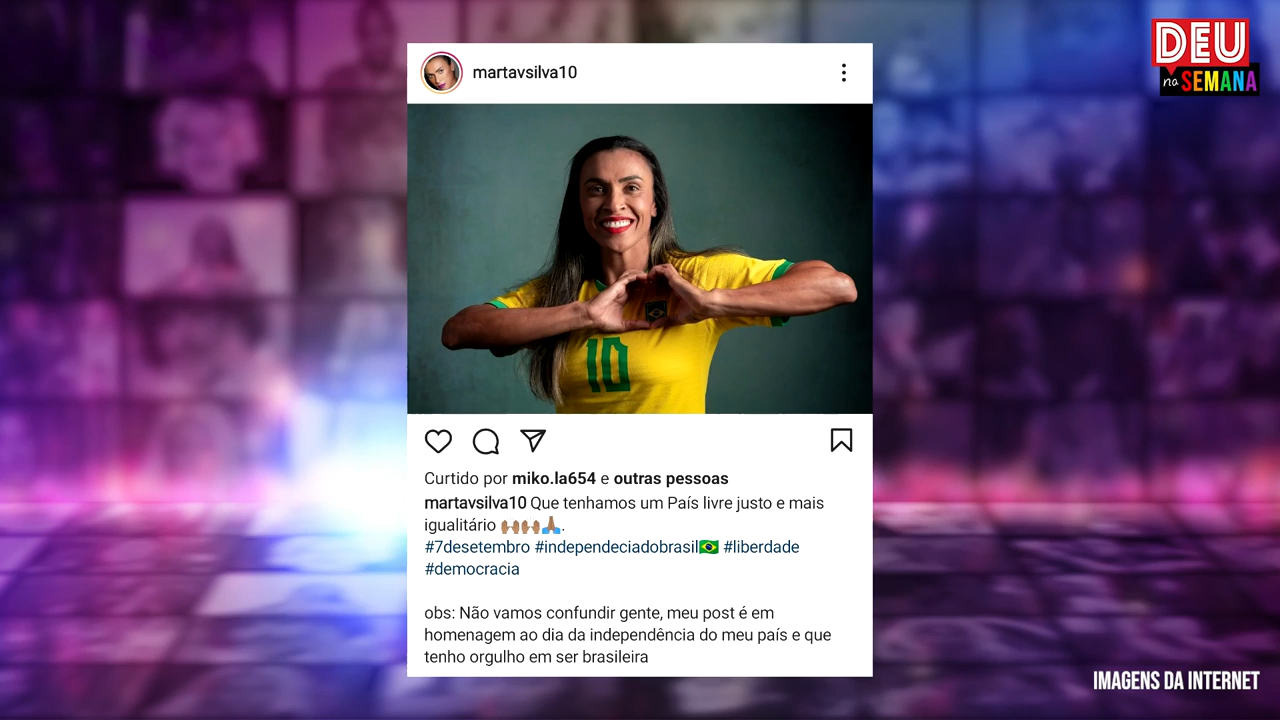 DEU
na SEMANA
martavsilva10
10
Curtido por miko.la654 e outras pessoas
martavsilva10 Que tenhamos um País livre justo e mais
igualitário 🙌🏽🙌🏽🙏🏽.
#7desetembro #independeciadobrasil🇧🇷 #liberdade
#democracia
obs: Não vamos confundir gente, meu post é em
homenagem ao dia da independência do meu país e que
tenho orgulho em ser brasileira
IMAGENS DA INTERNET